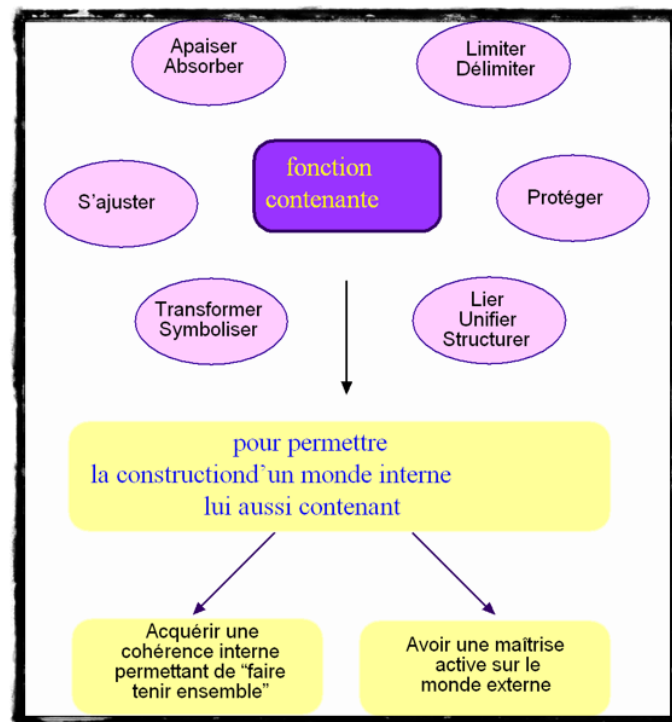 Apaiser
Absorber
Limiter
Délimiter
fonction
contenante
S'ajuster
Protéger
Transformer
Symboliser
Lier
Unifier
Structurer
pour permettre
la constructiond'un monde interne
lui aussi contenant
Acquérir une
cohérence interne
permettant de “faire
tenir ensemble”
Avoir une maîtrise
active sur le
monde externe